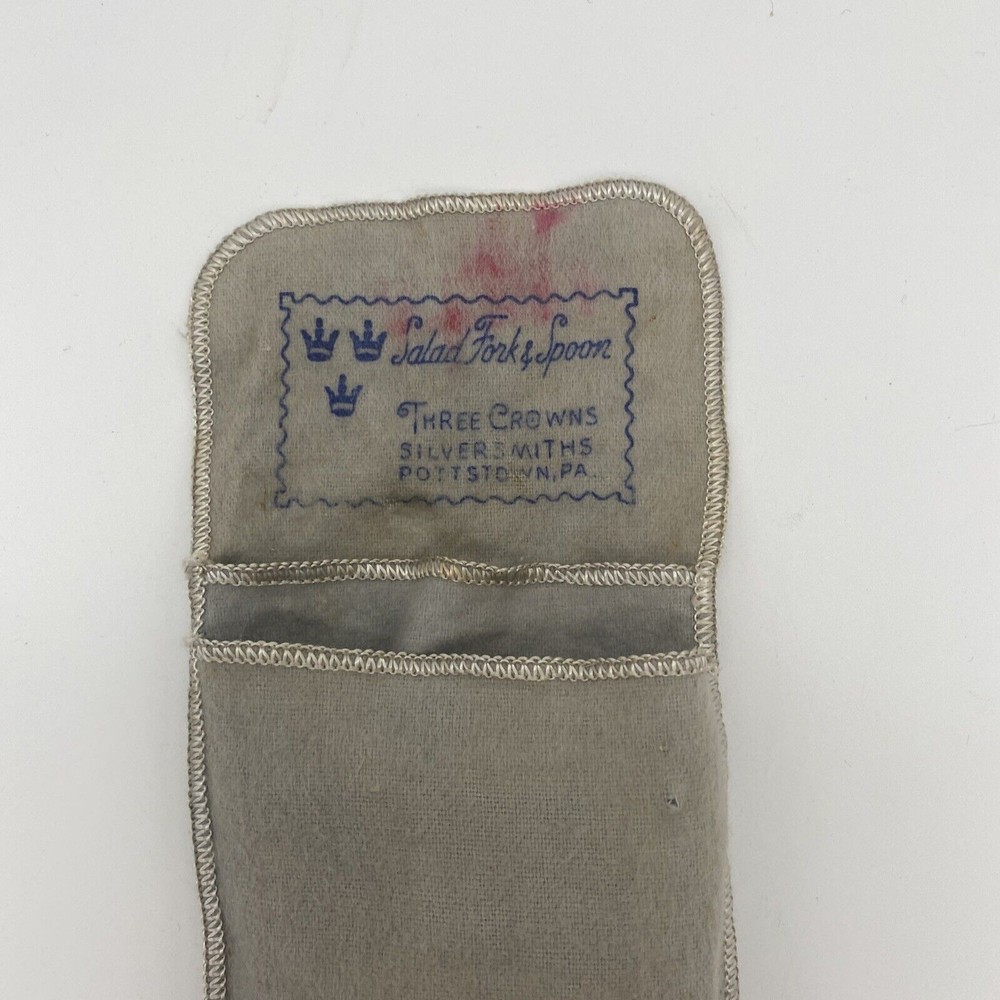 Salad Fork & Spoon
THREE CROWNS
SILVERSMITHS
POTTSTOWN, PA.